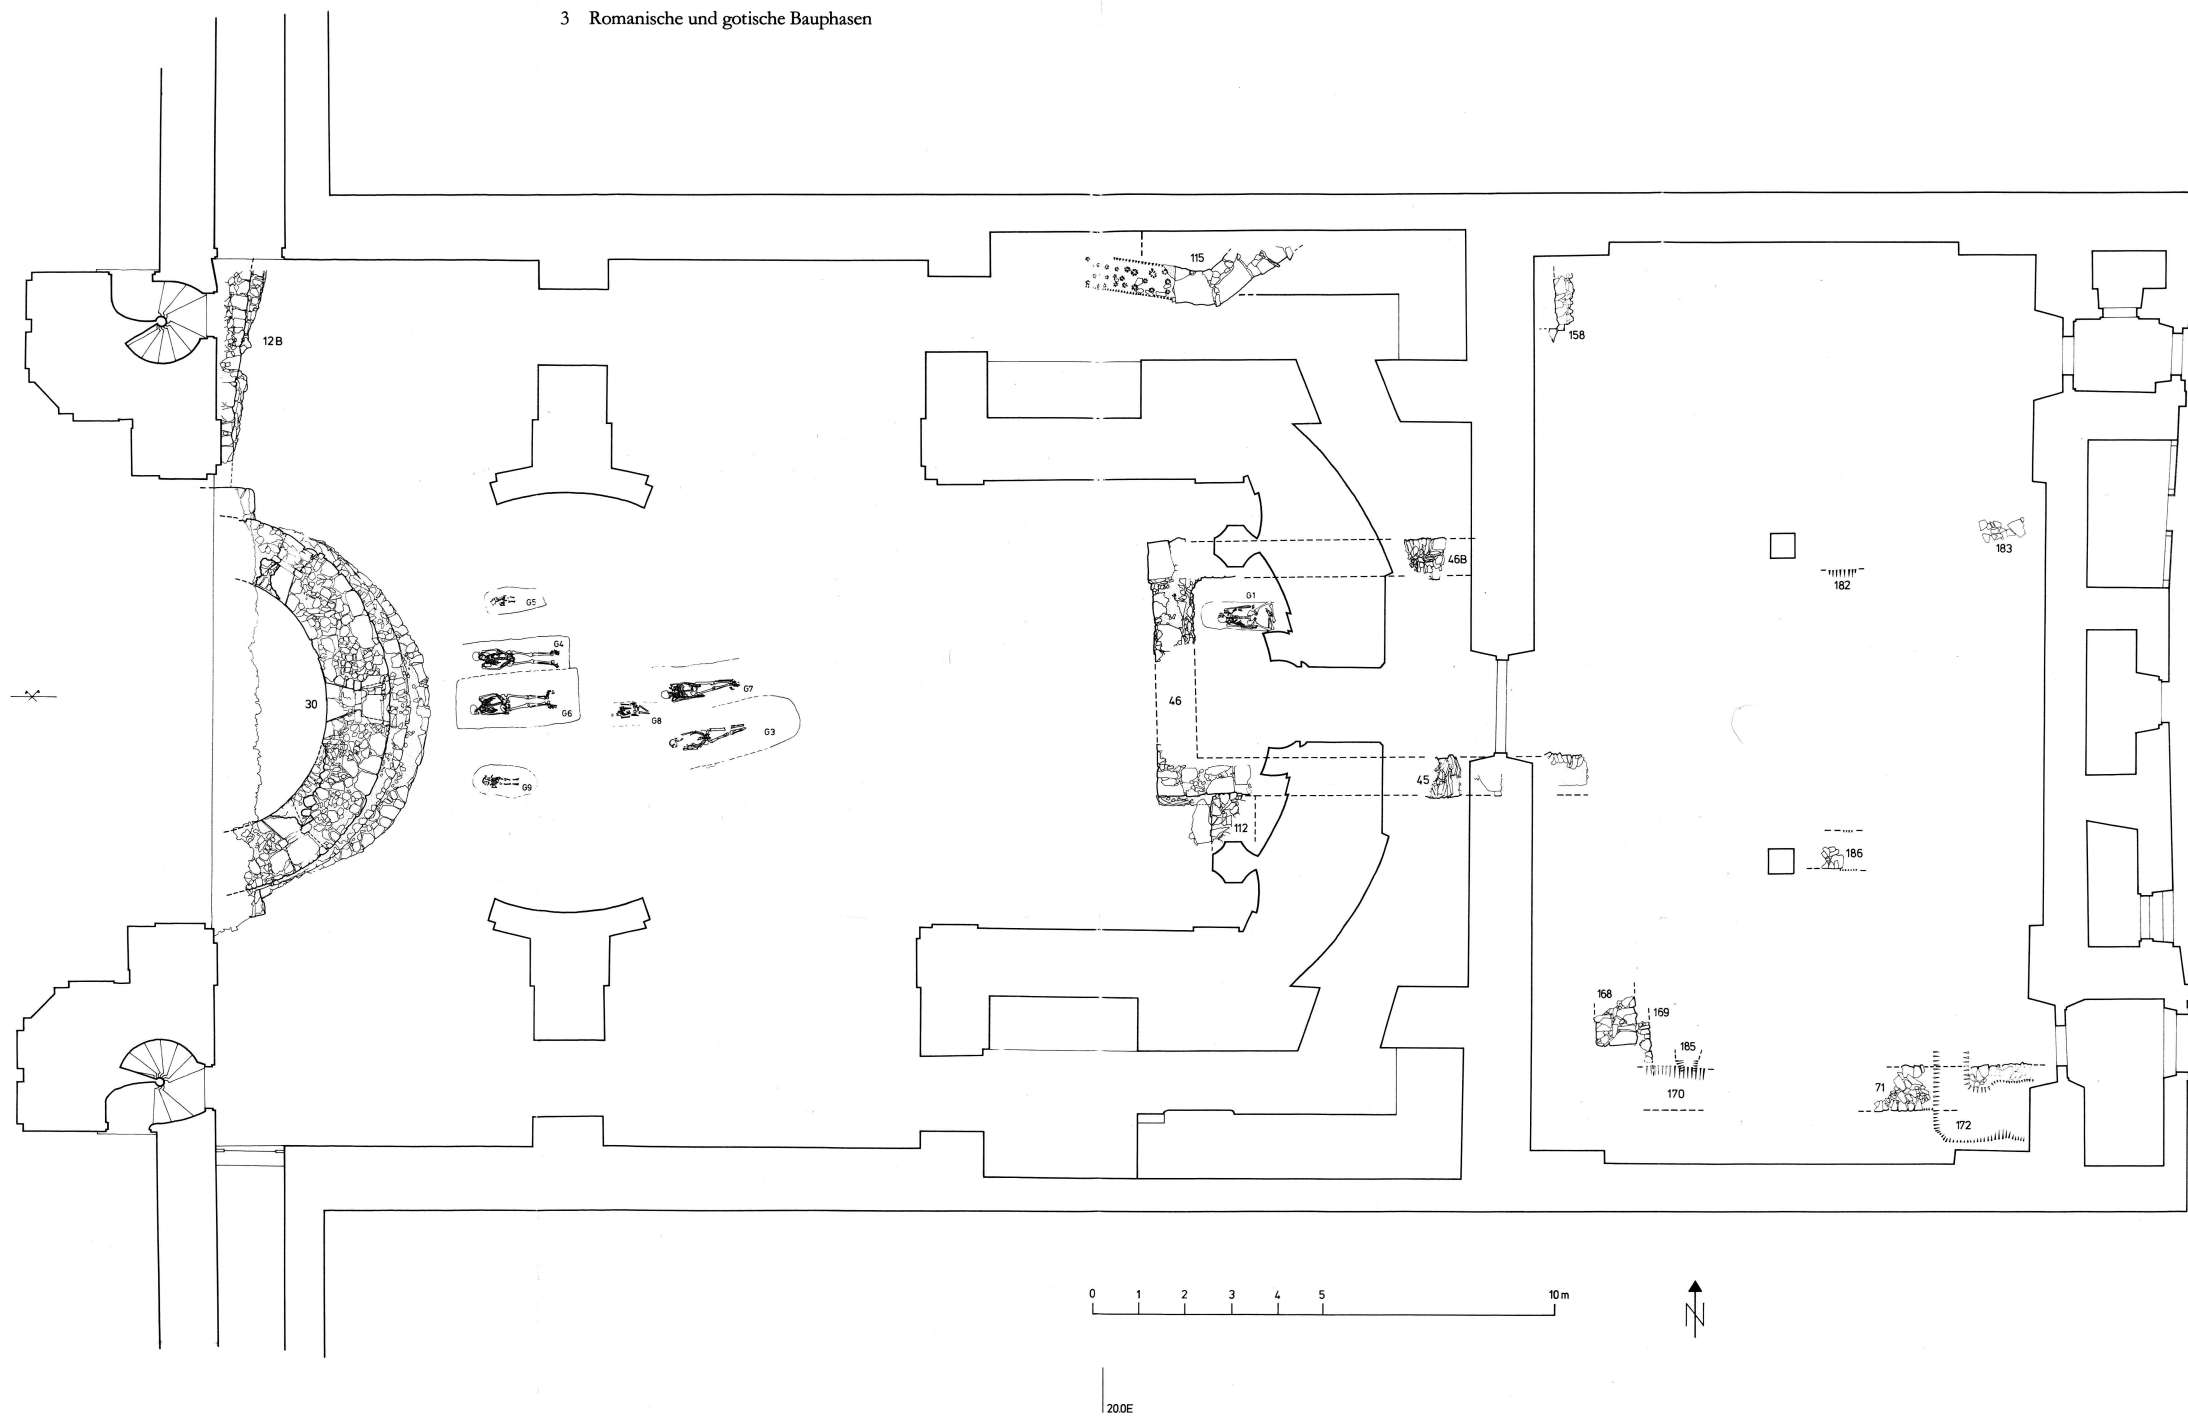 3 Romanische und gotische Bauphasen
115
12B
158
46B
183
182
G5
G1
G4
G7
G6
G8
G3
30
46
G9
45
112
186
168
169
185
170
71
172
0 1 2 3 4 5 10 m
N
20.0E